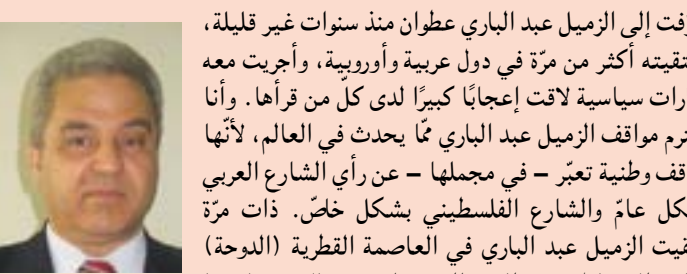 رفت إلى الزميل عبد الباري عطوان منذ سنوات غير قليلة،
تقيته أكثر من مرّة في دول عربية وأوروبية، وأجريت معه
رات سياسية لاقت إعجابًا كبيرًا لدى كلّ من قرأها. وأنا
ترم مواقف الزميل عبد الباري ممّا يحدث في العالم، لأنّها
قف وطنية تعبّر – في مجملها – عن رأي الشارع العربي
كل عامّ والشارع الفلسطيني بشكل خاصّ. ذات مرّة
قيت الزميل عبد الباري في العاصمة القطرية (الدوحة)